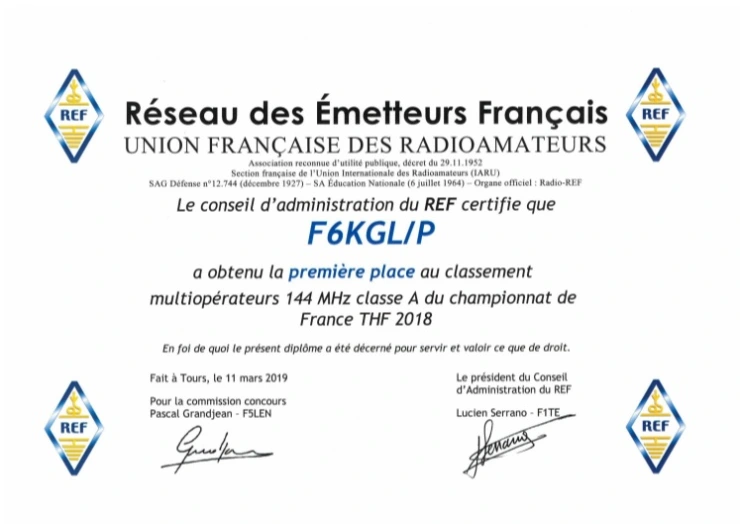 REF
REF
Réseau des Émetteurs Français
UNION FRANÇAISE DES RADIOAMATEURS
Association reconnue d'utilité publique, décret du 29.11.1952
Section française de l'Union Internationale des Radioamateurs (IARU)
SAG Défense n°12.744 (décembre 1927) – SA Éducation Nationale (6 juillet 1964) – Organe officiel : Radio-REF
Le conseil d'administration du REF certifie que
F6KGL/P
a obtenu la première place au classement
multiopérateurs 144 MHz classe A du championnat de
France THF 2018
En foi de quoi le présent diplôme a été décerné pour servir et valoir ce que de droit.
Fait à Tours, le 11 mars 2019
Pour la commission concours
Pascal Grandjean - F5LEN
Le président du Conseil
d'Administration du REF
Lucien Serrano - F1TE
REF
REF